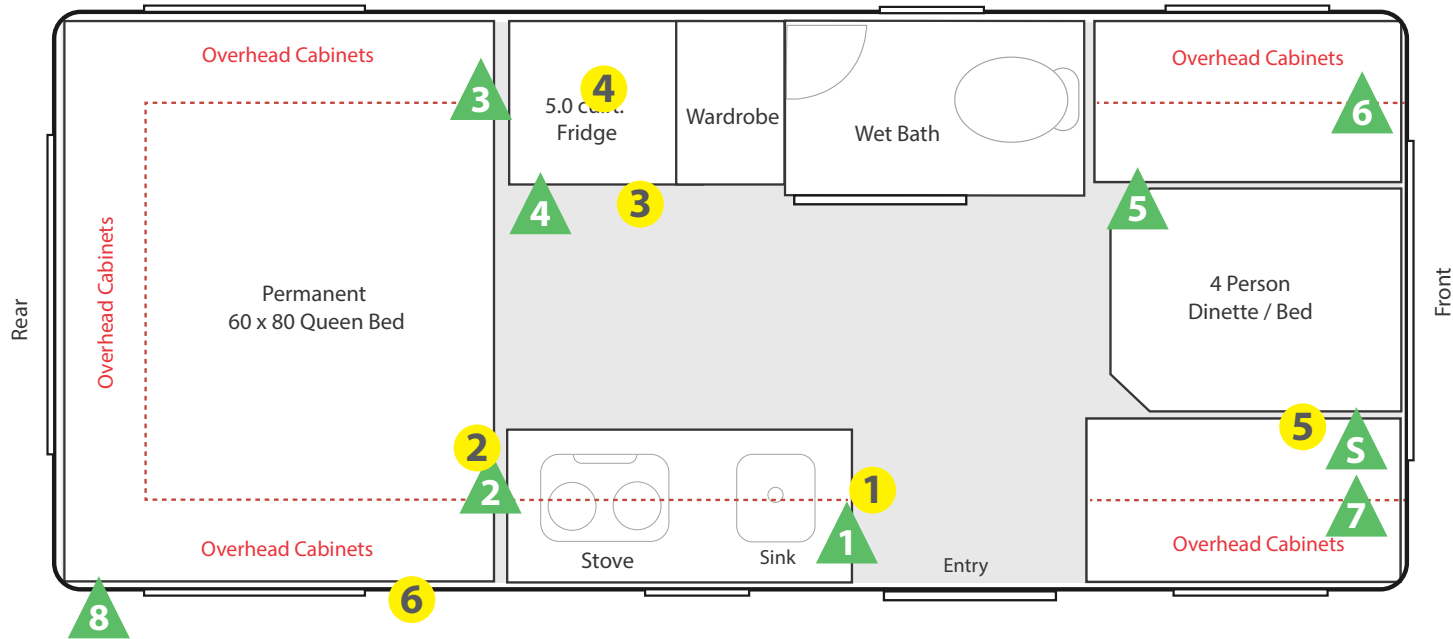 Overhead Cabinets
3
4
5.0 cu.ft.
Fridge
Wardrobe
Wet Bath
Overhead Cabinets
6
4
3
5
Rear
Overhead Cabinets
Permanent
60 x 80 Queen Bed
4 Person
Dinette / Bed
Front
2
2
1
1
5
S
7
Stove
Sink
Entry
Overhead Cabinets
Overhead Cabinets
8
6